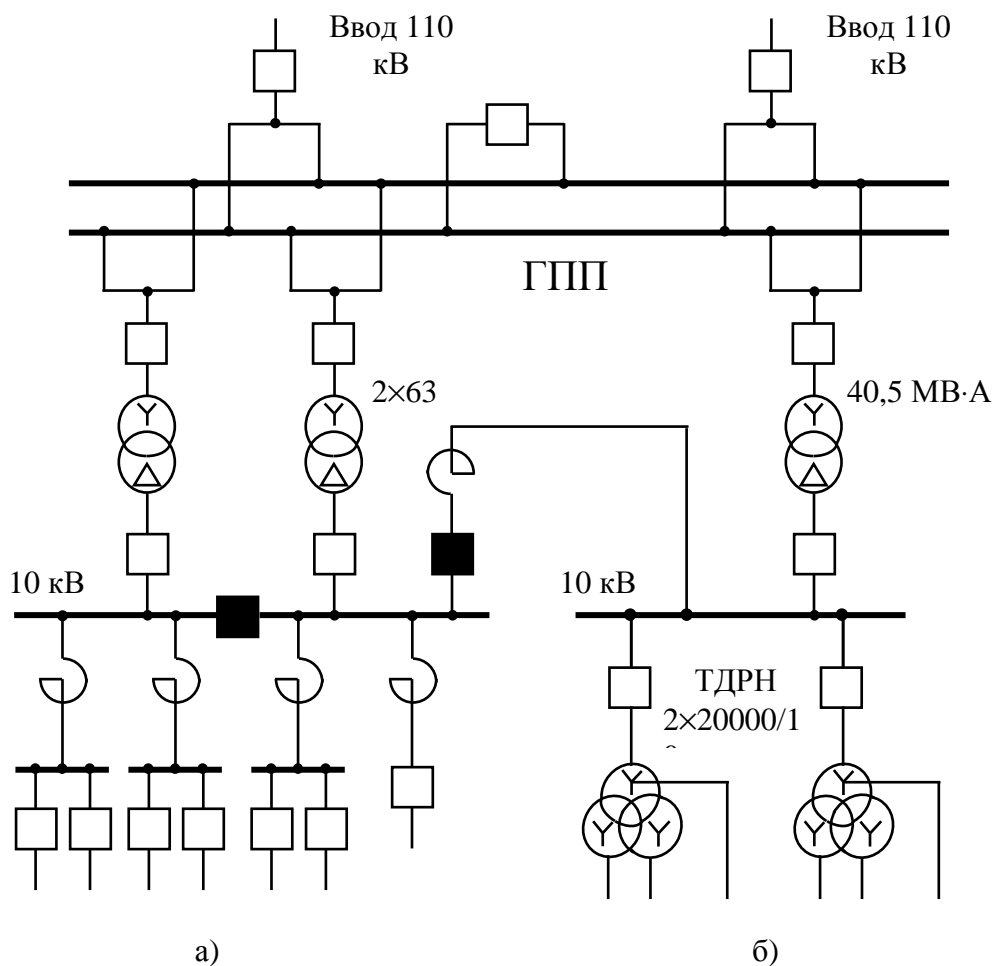 Ввод 110
кВ
Ввод 110
кВ
ГПП
2×63
40,5 МВ·А
10 кВ
10 кВ
ТДРН
2×20000/1
а)
б)